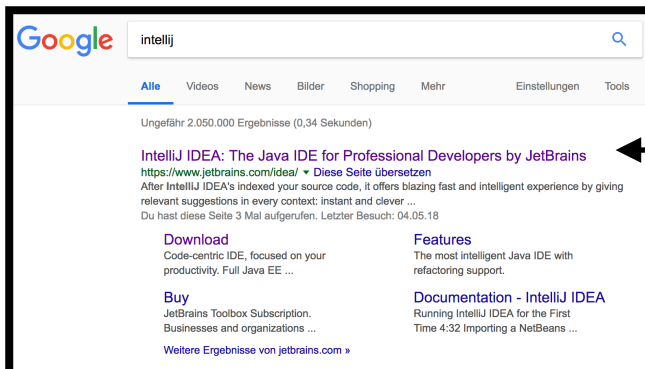 Google intellij
Alle Videos News Bilder Shopping Mehr Einstellungen Tools
Ungefähr 2.050.000 Ergebnisse (0,34 Sekunden)
IntelliJ IDEA: The Java IDE for Professional Developers by JetBrains
https://www.jetbrains.com/idea/ ▾ Diese Seite übersetzen
After IntelliJ IDEA's indexed your source code, it offers blazing fast and intelligent experience by giving
relevant suggestions in every context: instant and clever ...
Du hast diese Seite 3 Mal aufgerufen. Letzter Besuch: 04.05.18
Download
Code-centric IDE, focused on your
productivity. Full Java EE ...
Features
The most intelligent Java IDE with
refactoring support.
Buy
JetBrains Toolbox Subscription.
Businesses and organizations ...
Documentation - IntelliJ IDEA
Running IntelliJ IDEA for the First
Time 4:32 Importing a NetBeans ...
Weitere Ergebnisse von jetbrains.com »